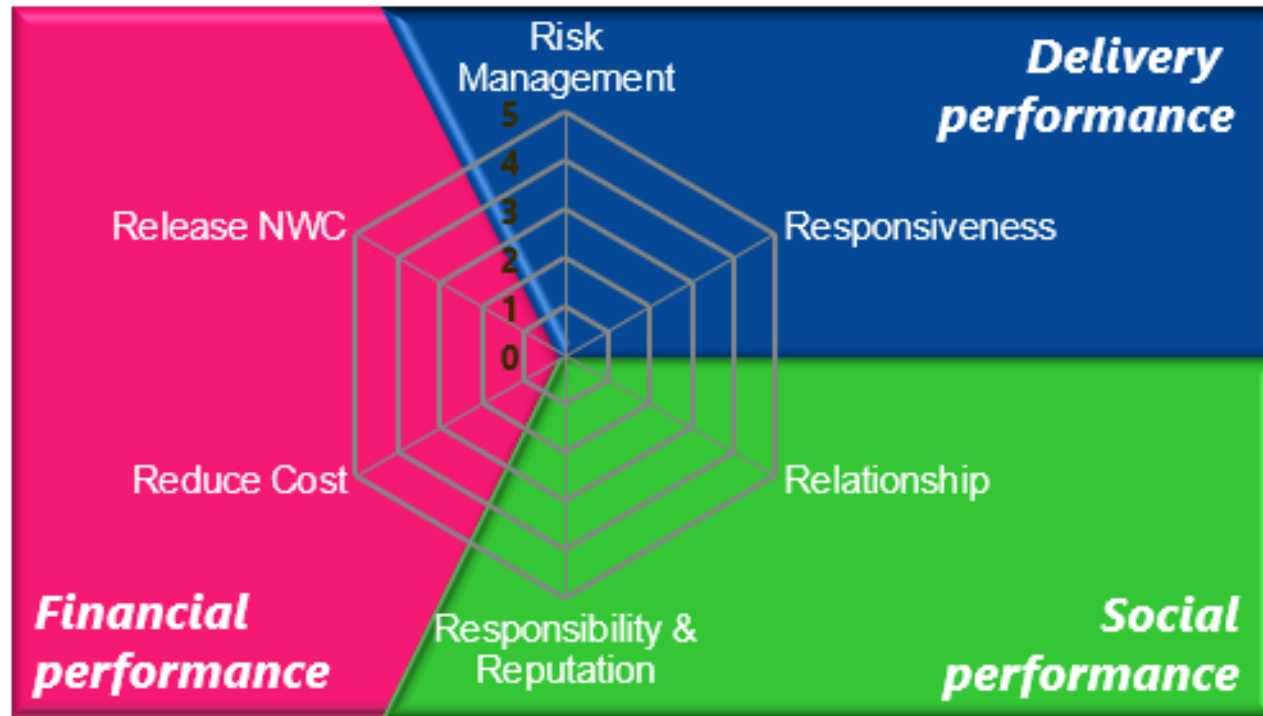 Risk
Management
Delivery
performance
5
4
3
2
1
0
Release NWC
Responsiveness
Reduce Cost
Relationship
Financial
performance
Responsibility &
Reputation
Social
performance